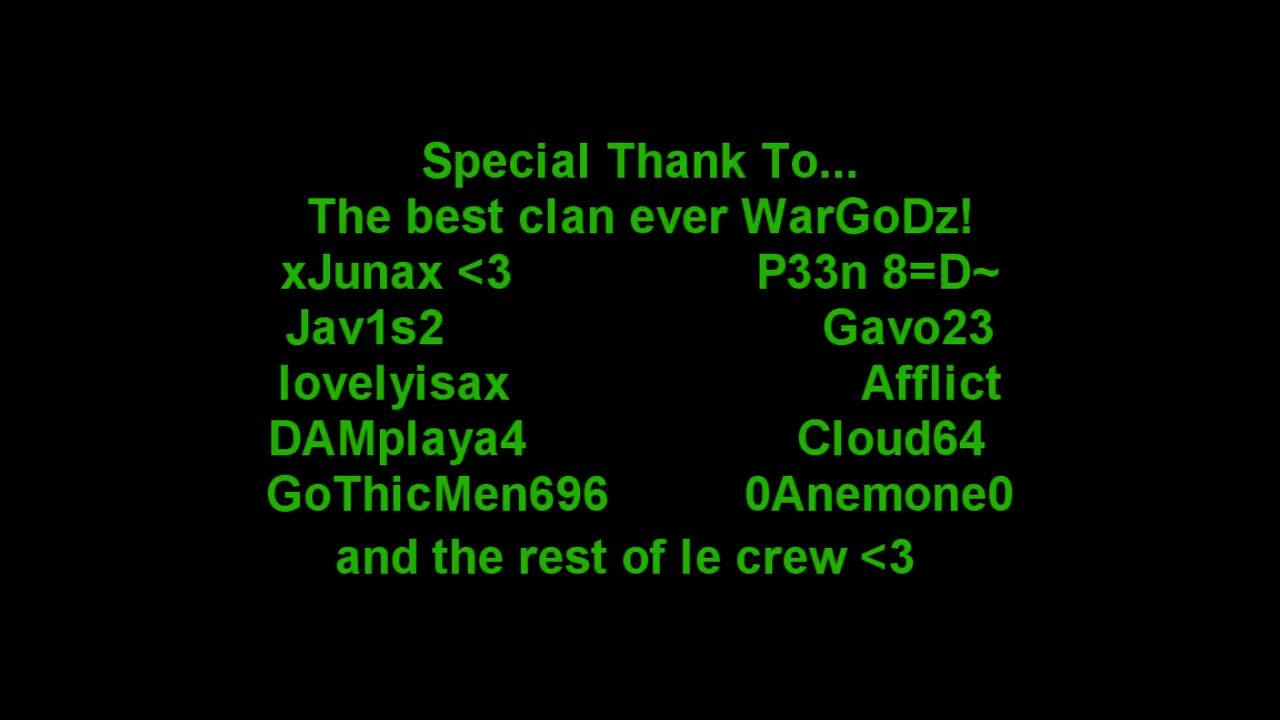 Special Thank To...
The best clan ever WarGoDz!
xJunax <3 P33n 8=D~
Jav1s2 Gavo23
lovelyisax Afflict
DAMplaya4 Cloud64
GoThicMen696 0Anemone0
and the rest of le crew <3